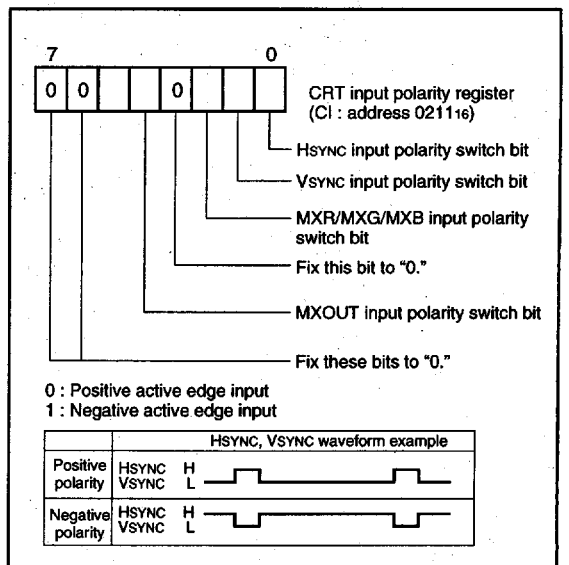 7 0
0 0 0
CRT input polarity register
(CI : address 021116)
HSYNC input polarity switch bit
VSYNC input polarity switch bit
MXR/MXG/MXB input polarity
switch bit
Fix this bit to “0.”
MXOUT input polarity switch bit
Fix these bits to “0.”
0 : Positive active edge input
1 : Negative active edge input
HSYNC, VSYNC waveform example
Positive polarity HSYNC H
VSYNC L
Negative polarity HSYNC H
VSYNC L